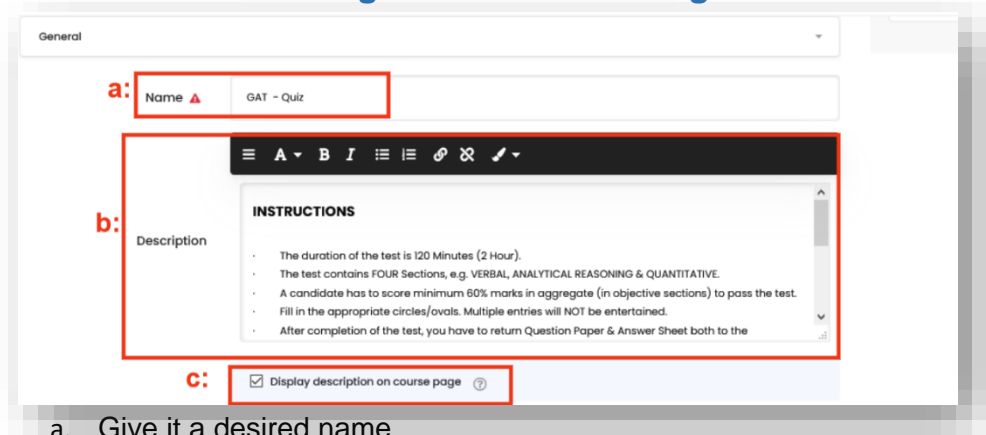 General
a:
Name
GAT - Quiz
A B I
b:
Description
INSTRUCTIONS
· The duration of the test is 120 Minutes (2 Hour).
· The test contains FOUR Sections, e.g. VERBAL, ANALYTICAL REASONING & QUANTITATIVE.
· A candidate has to score minimum 60% marks in aggregate (in objective sections) to pass the test.
· Fill in the appropriate circles/ovals. Multiple entries will NOT be entertained.
· After completion of the test, you have to return Question Paper & Answer Sheet both to the
c:
Display description on course page ?
a Give it a desired name